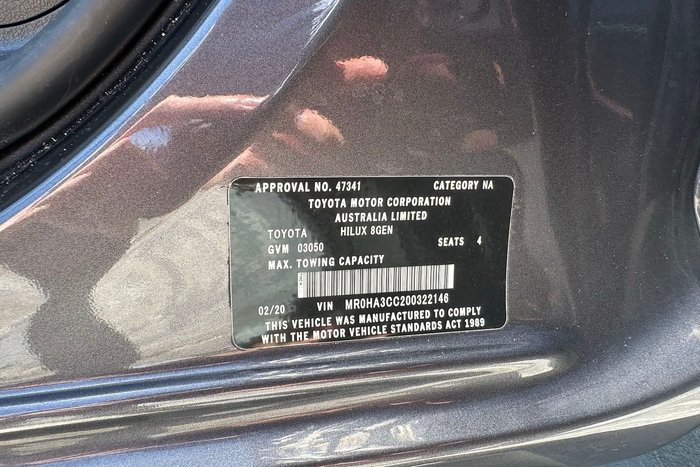 APPROVAL NO. 47341 CATEGORY NA
TOYOTA MOTOR CORPORATION
AUSTRALIA LIMITED
TOYOTA HILUX 8GEN
GVM 03050 SEATS 4
MAX. TOWING CAPACITY
02/20 VIN MR0HA3CC200322146
THIS VEHICLE WAS MANUFACTURED TO COMPLY
WITH THE MOTOR VEHICLE STANDARDS ACT 1989